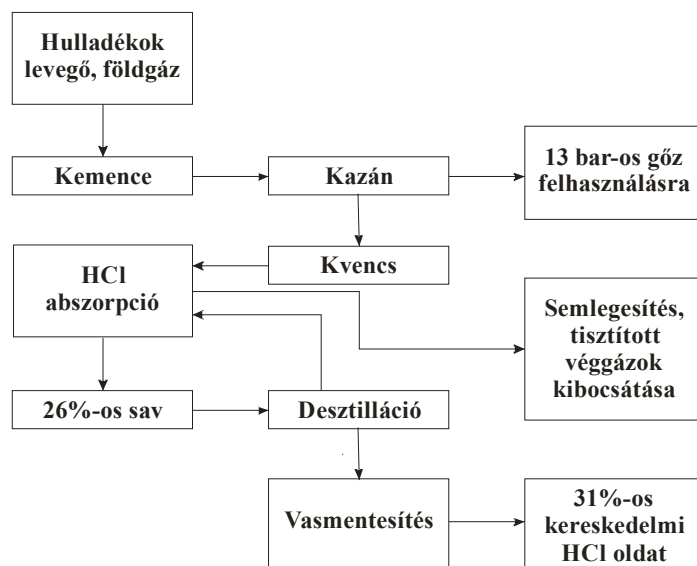 Hulladékok
levegő, földgáz
Kemence
Kazán
13 bar-os gőz
felhasználásra
Kvencs
HCl
abszorpció
Semlegesítés,
tisztított
véggázok
kibocsátása
26%-os sav
Desztilláció
Vasmentesítés
31%-os
kereskedelmi
HCl oldat